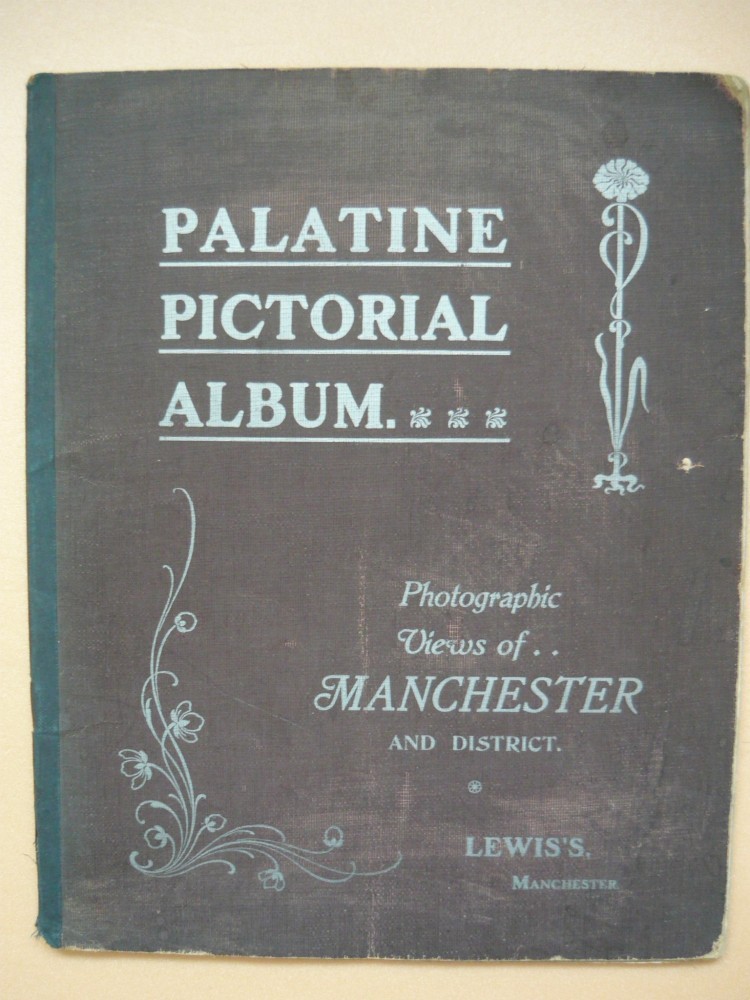 PALATINE
PICTORIAL
ALBUM.
Photographic
Views of..
MANCHESTER
AND DISTRICT.
LEWIS'S,
MANCHESTER.